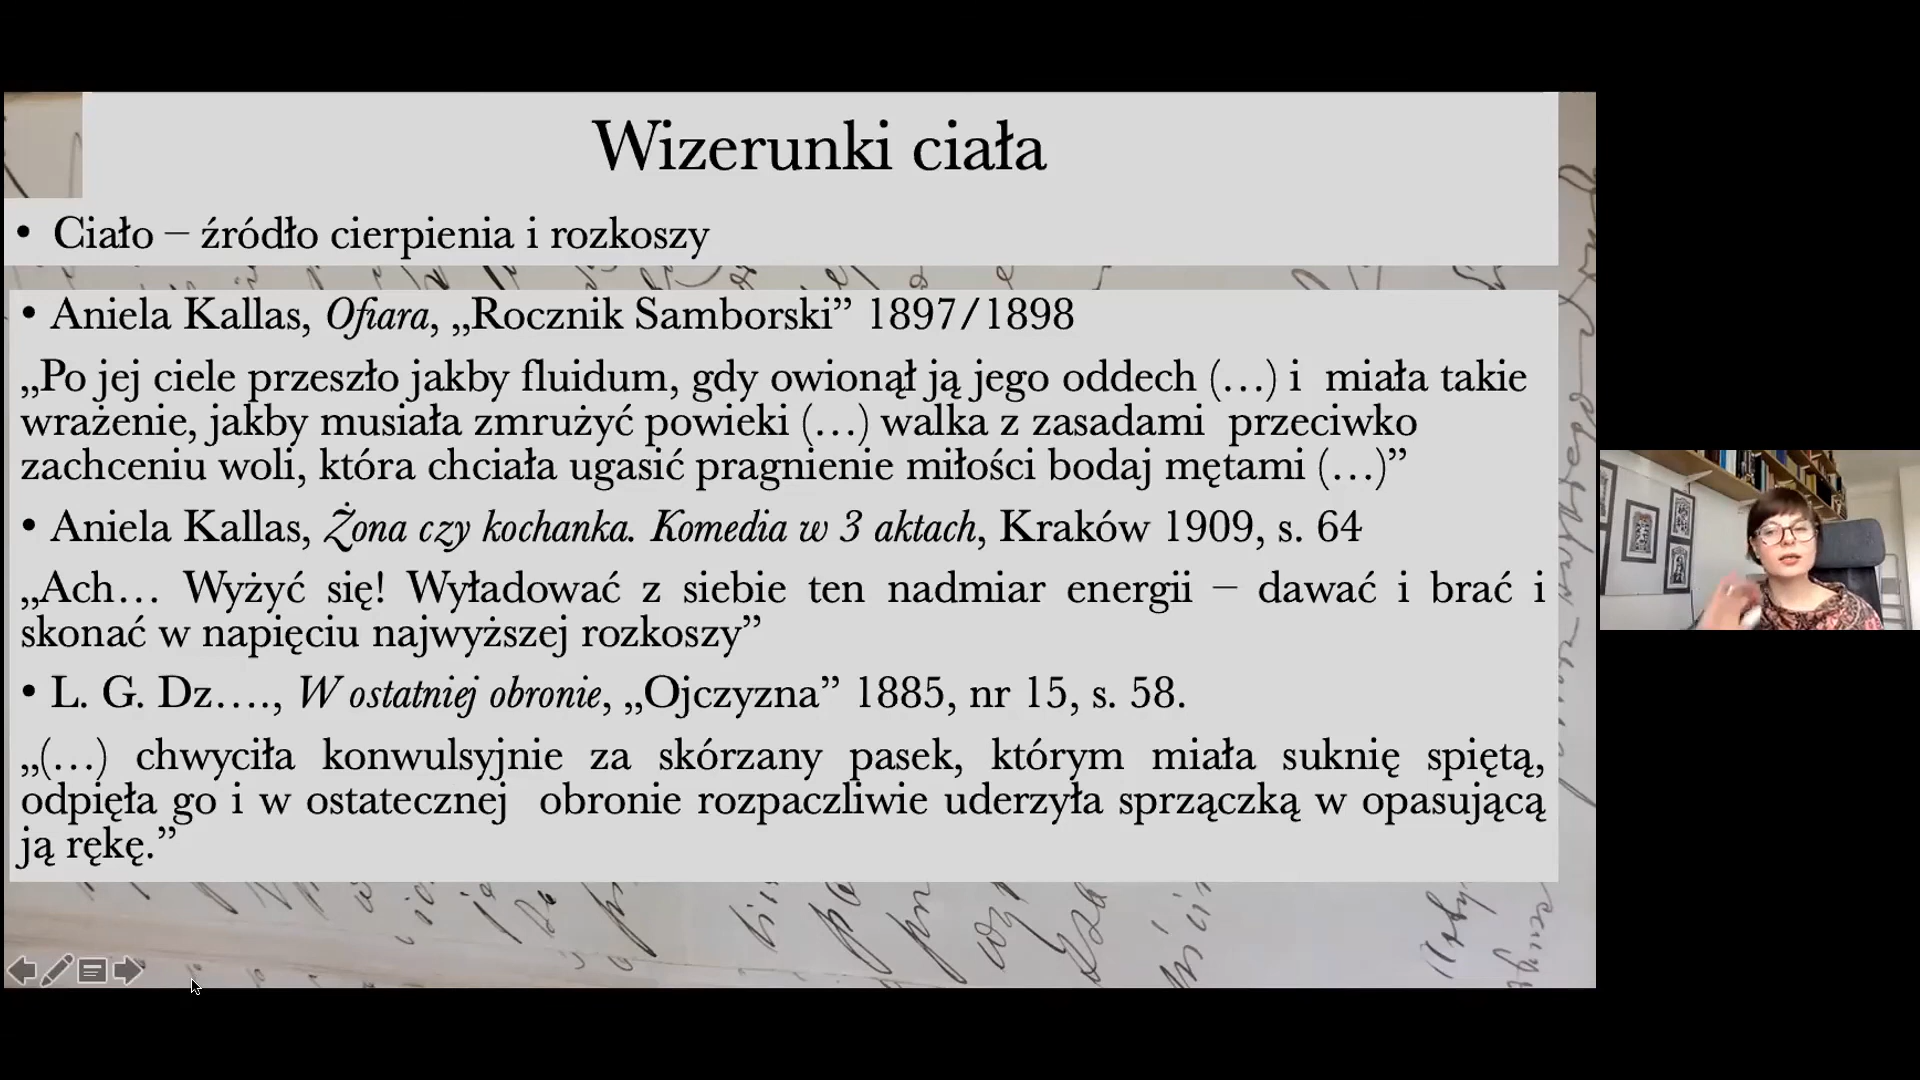 Wizerunki ciała
• Ciało – źródło cierpienia i rozkoszy
• Aniela Kallas, Ofiara, „Rocznik Samborski” 1897/1898
„Po jej ciele przeszło jakby fluidum, gdy owionął ją jego oddech (…) i miała takie
wrażenie, jakby musiała zmrużyć powieki (…) walka z zasadami przeciwko
zachceniu woli, która chciała ugasić pragnienie miłości bodaj mętami (…)”
• Aniela Kallas, Żona czy kochanka. Komedia w 3 aktach, Kraków 1909, s. 64
„Ach… Wyżyć się! Wyładować z siebie ten nadmiar energii – dawać i brać i
skonać w napięciu najwyższej rozkoszy”
• L. G. Dz…., W ostatniej obronie, „Ojczyzna” 1885, nr 15, s. 58.
„(…) chwyciła konwulsyjnie za skórzany pasek, którym miała suknię spiętą,
odpięła go i w ostatecznej obronie rozpaczliwie uderzyła sprzączką w opasującą
ją rękę.”